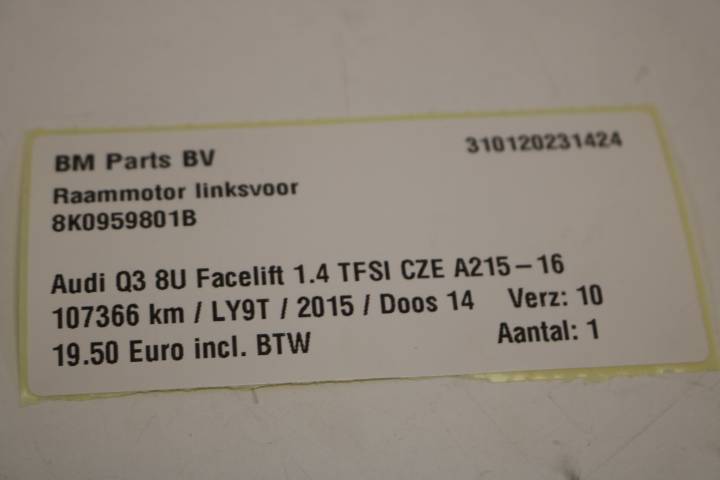 BM Parts BV 310120231424
Raammotor linksvoor
8K0959801B
Audi Q3 8U Facelift 1.4 TFSI CZE A215-16
107366 km / LY9T / 2015 / Doos 14 Verz: 10
19.50 Euro incl. BTW Aantal: 1